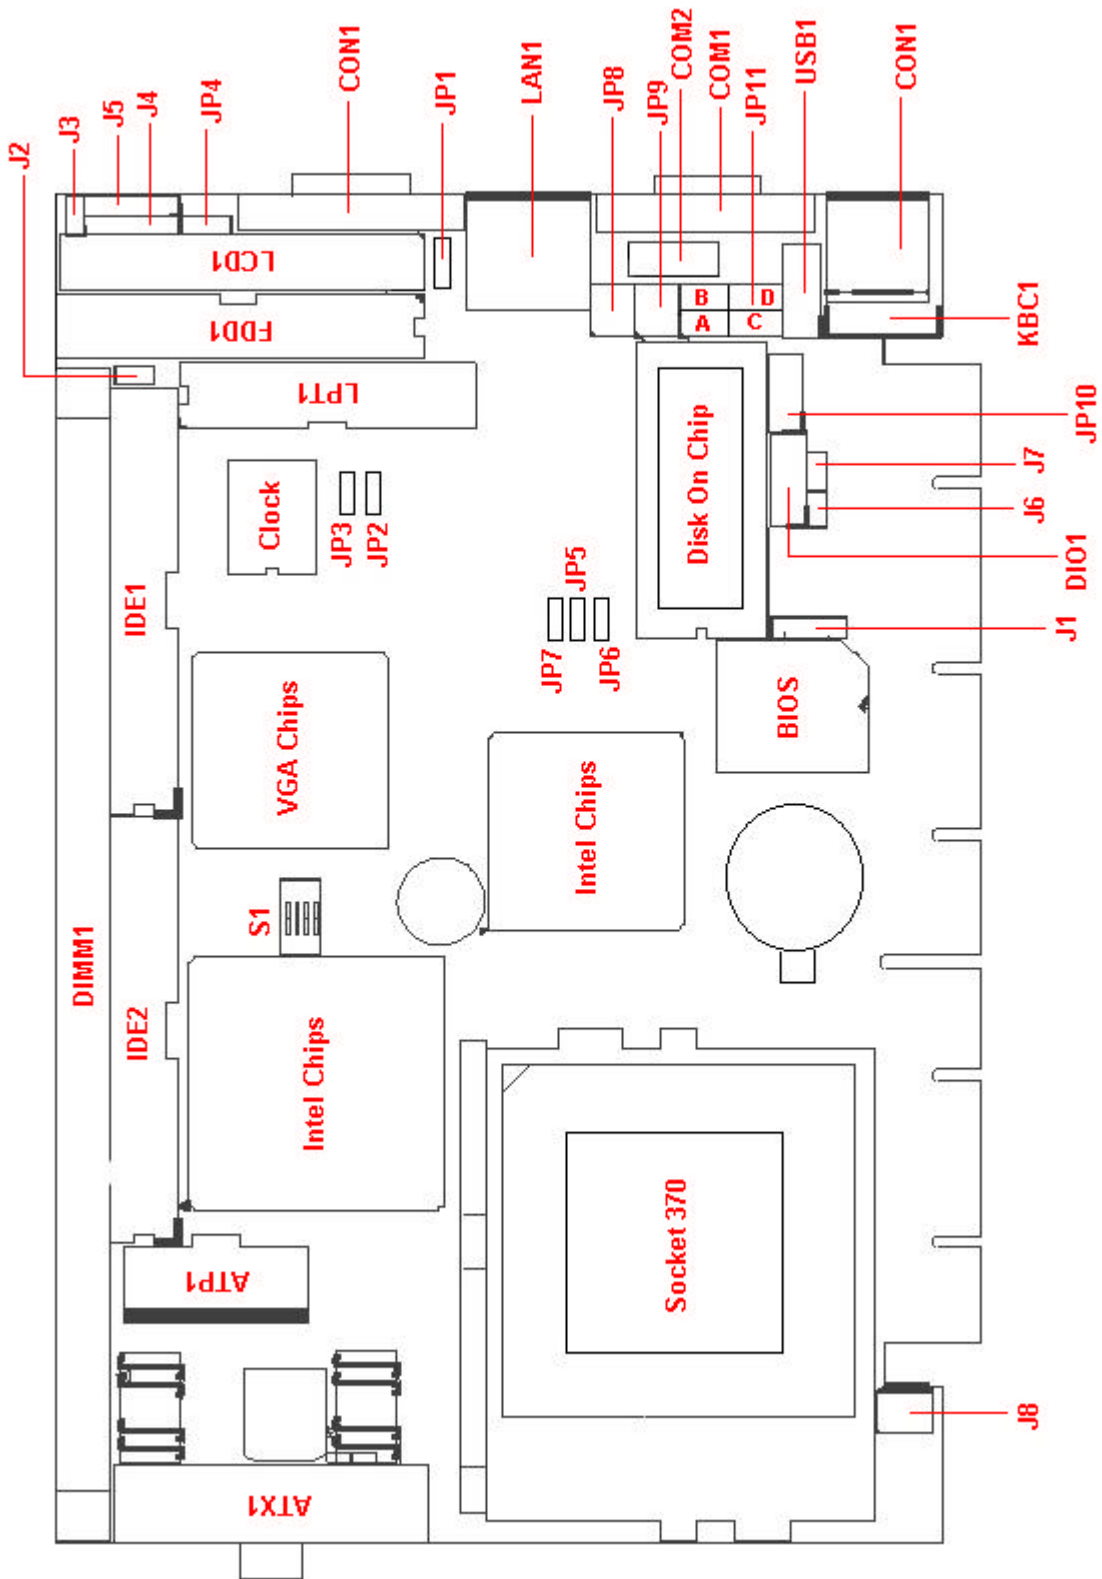 J2
J3
J5
J4
JP4
CON1
JP1
LAN1
JP8
JP9
COM2
COM1
JP11
USB1
CON1
LCD1
FDD1
LPT1
B
D
A
C
KBC1
JP10
J7
J6
DIO1
J1
Disk On Chip
Clock
JP3
JP2
JP5
JP7
JP6
IDE1
VGA Chips
BIOS
Intel Chips
S1
DIMM1
IDE2
Intel Chips
Socket 370
ATP1
ATX1
J8